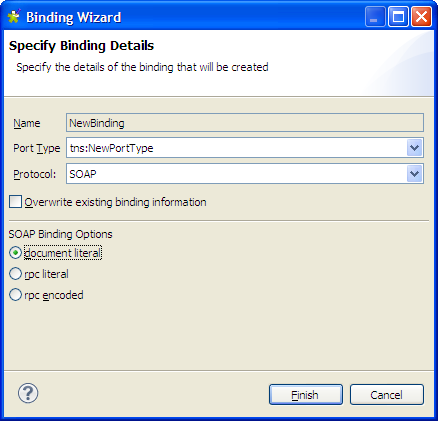 Binding Wizard
Specify Binding Details
Specify the details of the binding that will be created
Name NewBinding
Port Type tns:NewPortType
Protocol: SOAP
Overwrite existing binding information
SOAP Binding Options
document literal
rpc literal
rpc encoded
? Finish Cancel